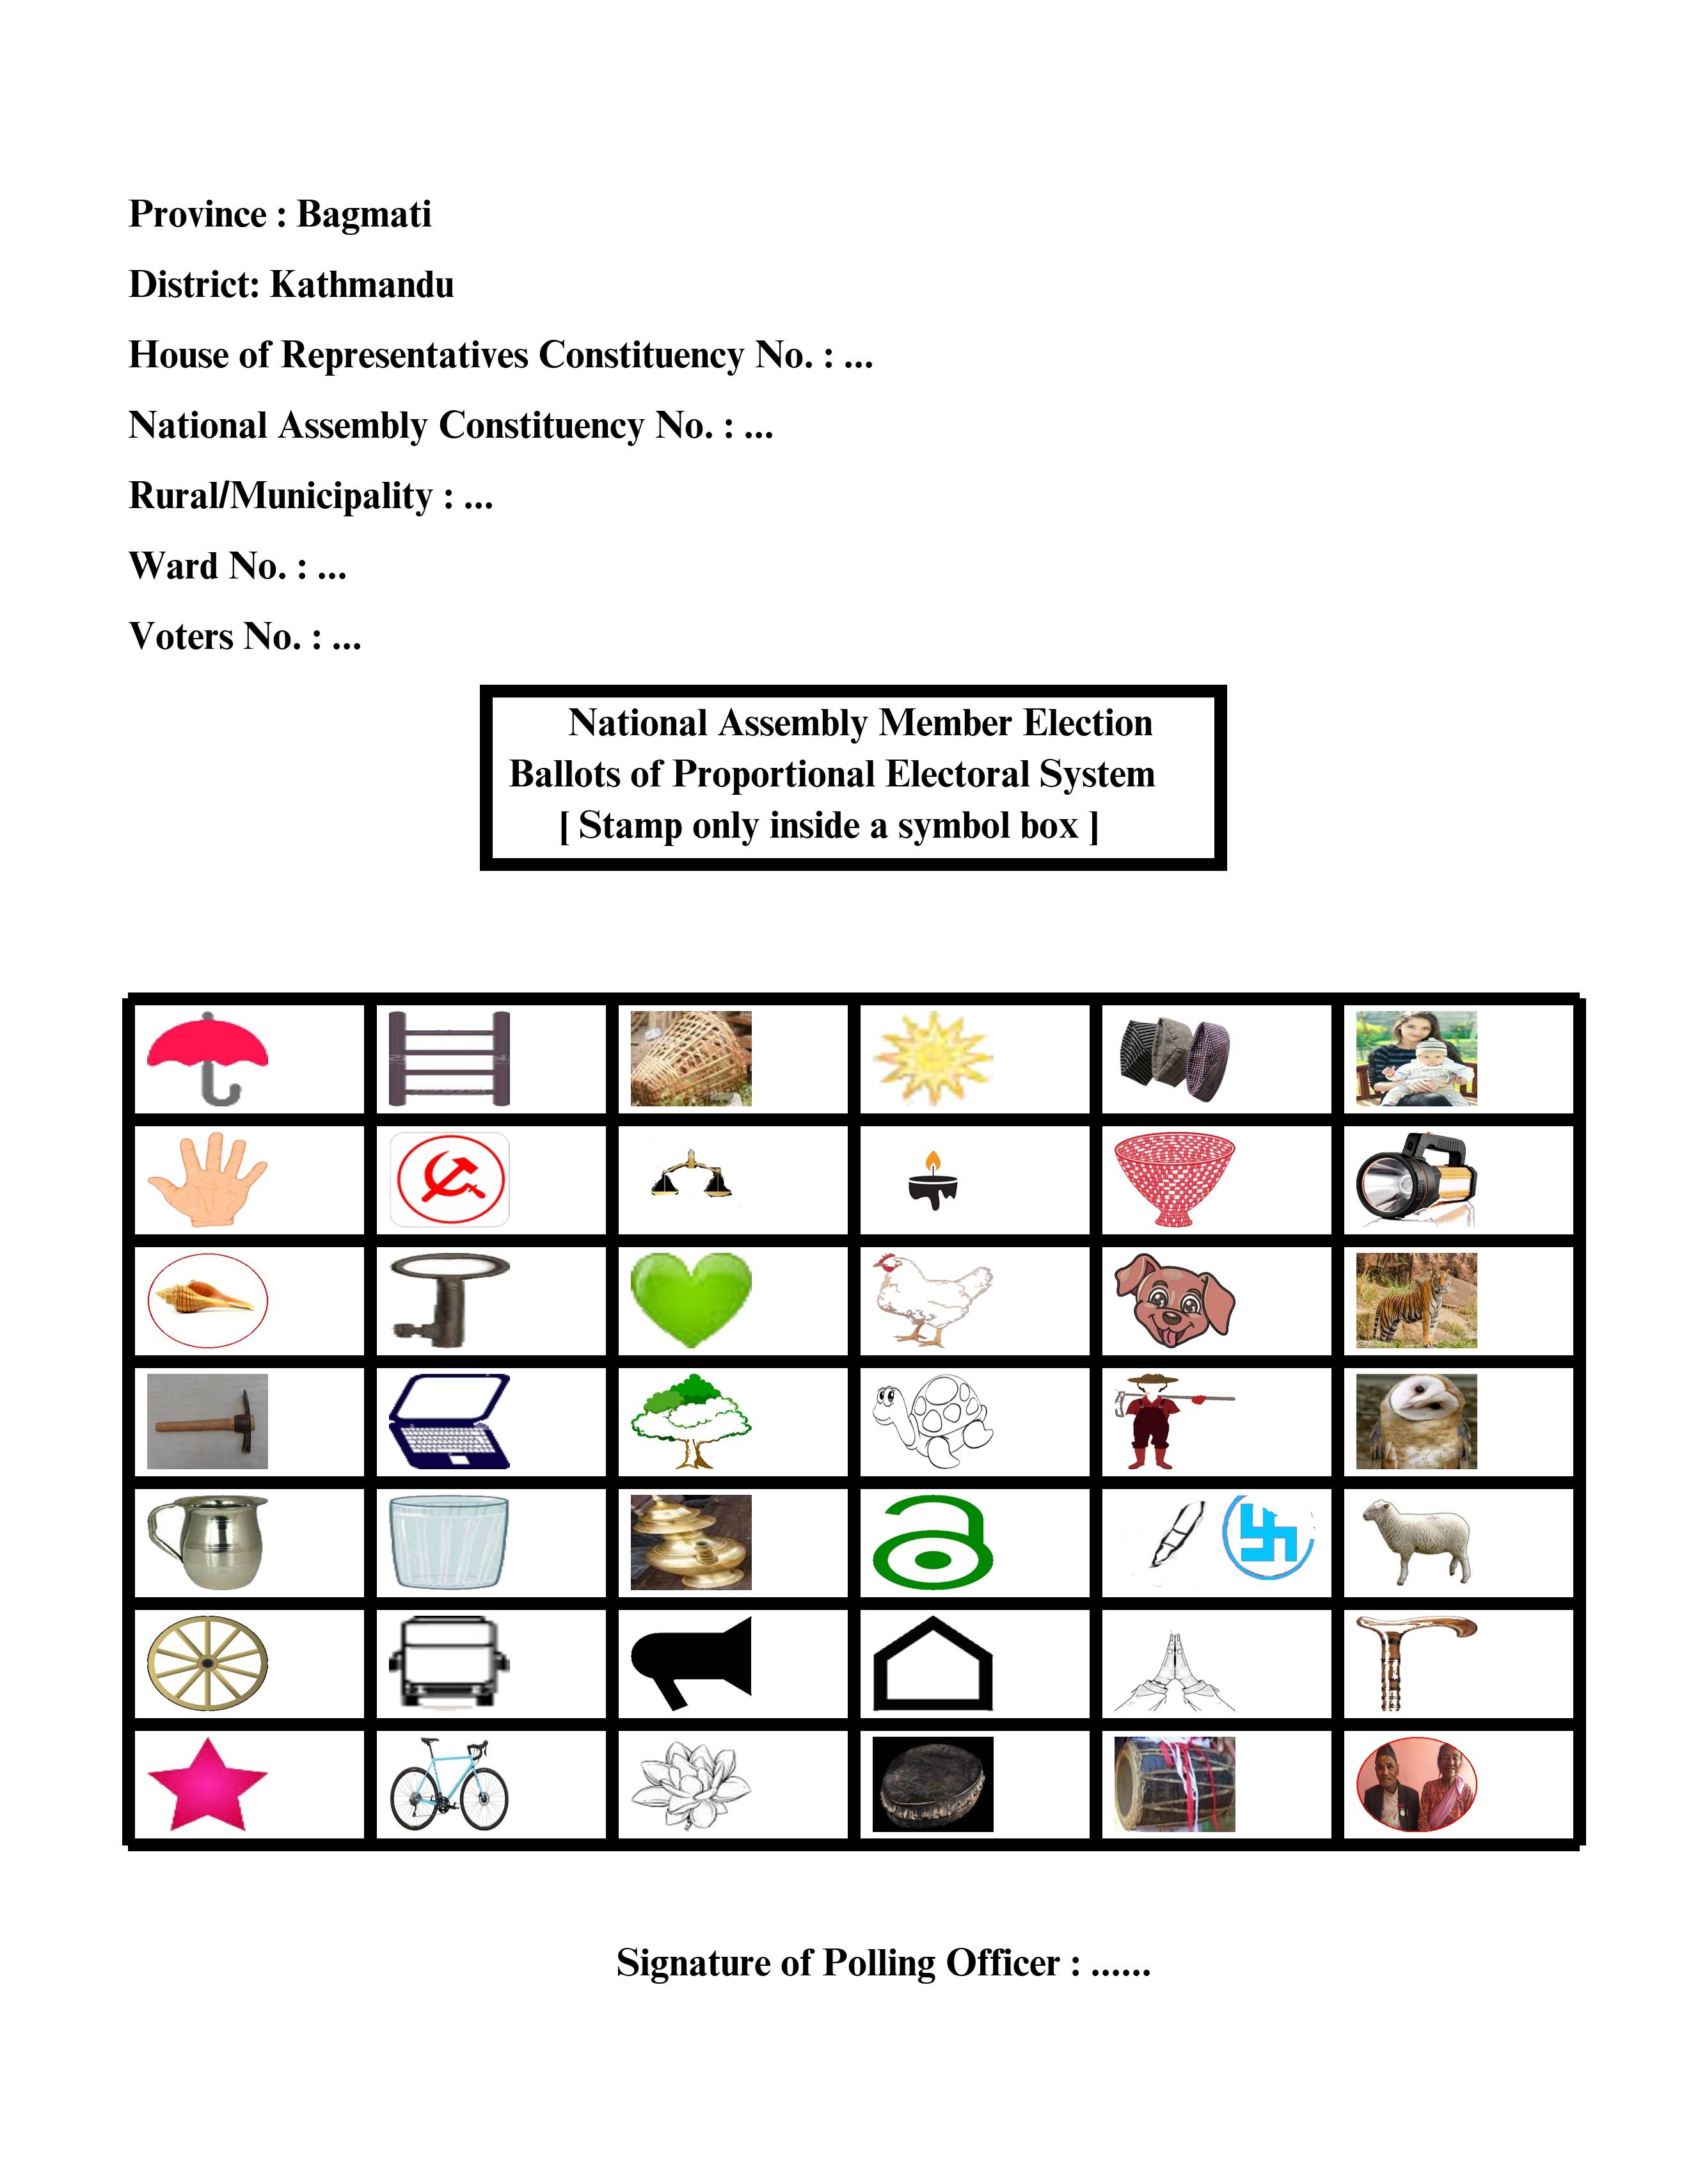 Province : Bagmati
District: Kathmandu
House of Representatives Constituency No. : ...
National Assembly Constituency No. : ...
Rural/Municipality : ...
Ward No. : ...
Voters No. : ...
National Assembly Member Election
Ballots of Proportional Electoral System
[ Stamp only inside a symbol box ]
Signature of Polling Officer : ......